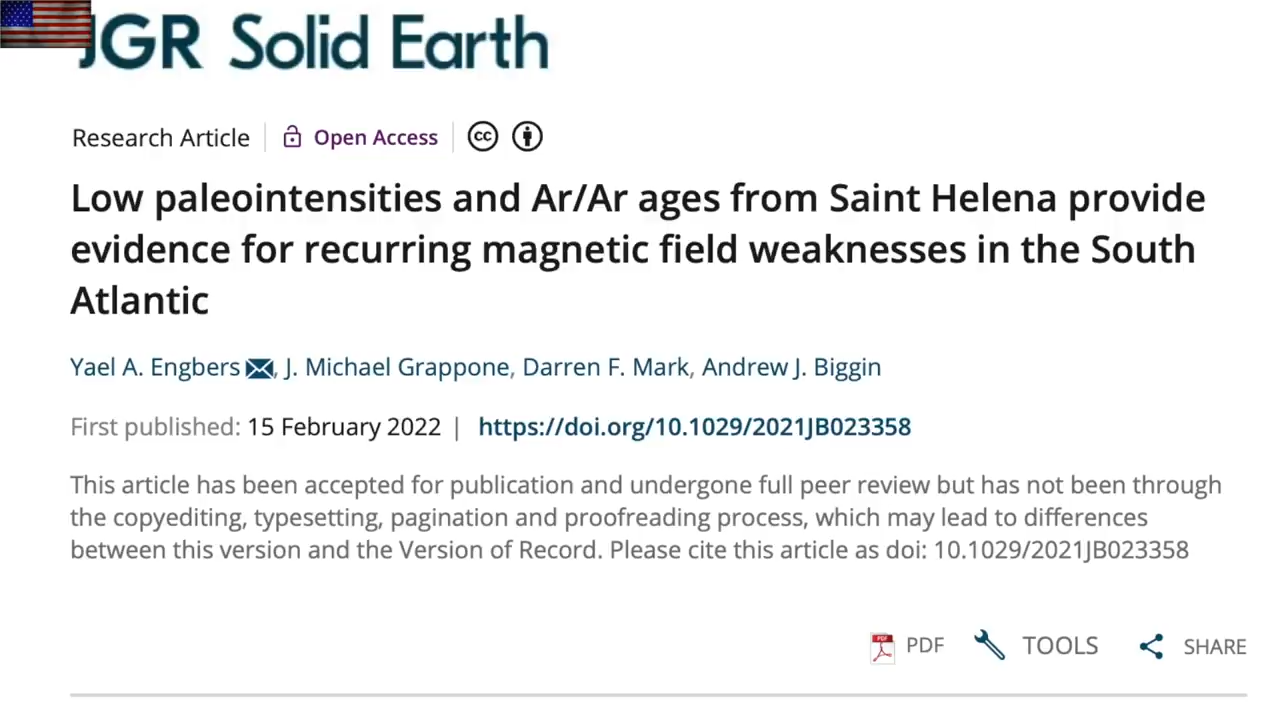 JGR Solid Earth
Research Article
Open Access
cc
Low paleointensities and Ar/Ar ages from Saint Helena provide
evidence for recurring magnetic field weaknesses in the South
Atlantic
Yael A. Engbers, J. Michael Grappone, Darren F. Mark, Andrew J. Biggin
First published: 15 February 2022 | https://doi.org/10.1029/2021JB023358
This article has been accepted for publication and undergone full peer review but has not been through
the copyediting, typesetting, pagination and proofreading process, which may lead to differences
between this version and the Version of Record. Please cite this article as doi: 10.1029/2021JB023358
PDF PDF TOOLS SHARE